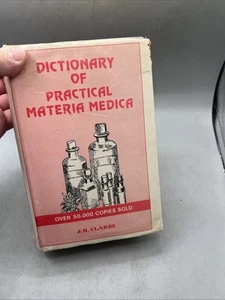 DICTIONARY
OF
PRACTICAL
MATERIA MEDICA
OVER 50,000 COPIES SOLD
J.H. CLARKE